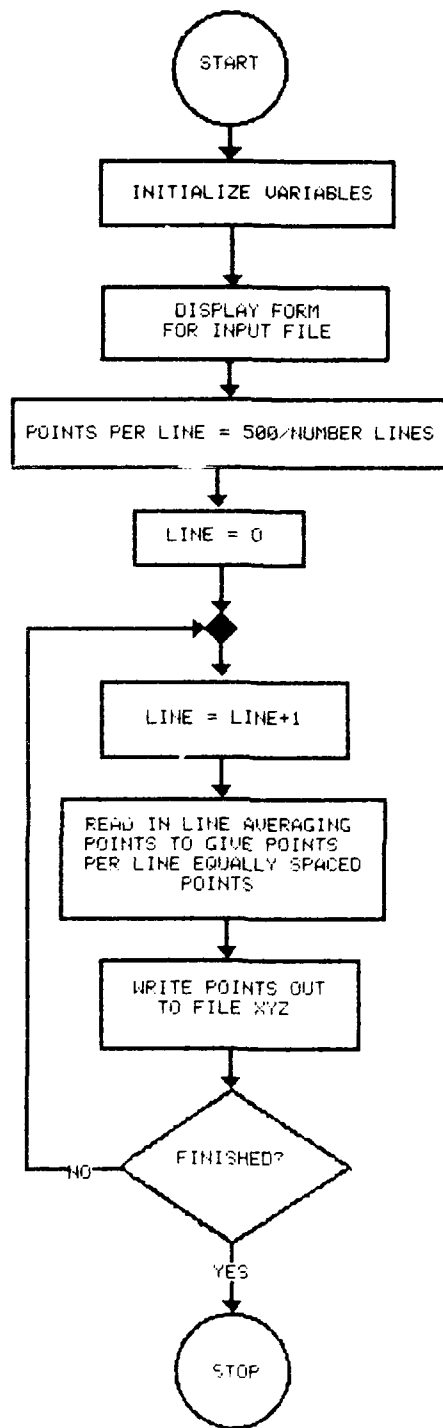 START
INITIALIZE VARIABLES
DISPLAY FORM
FOR INPUT FILE
POINTS PER LINE = 500/NUMBER LINES
LINE = 0
LINE = LINE+1
READ IN LINE AVERAGING
POINTS TO GIVE POINTS
PER LINE EQUALLY SPACED
POINTS
WRITE POINTS OUT
TO FILE XYZ
FINISHED?
NO
YES
STOP